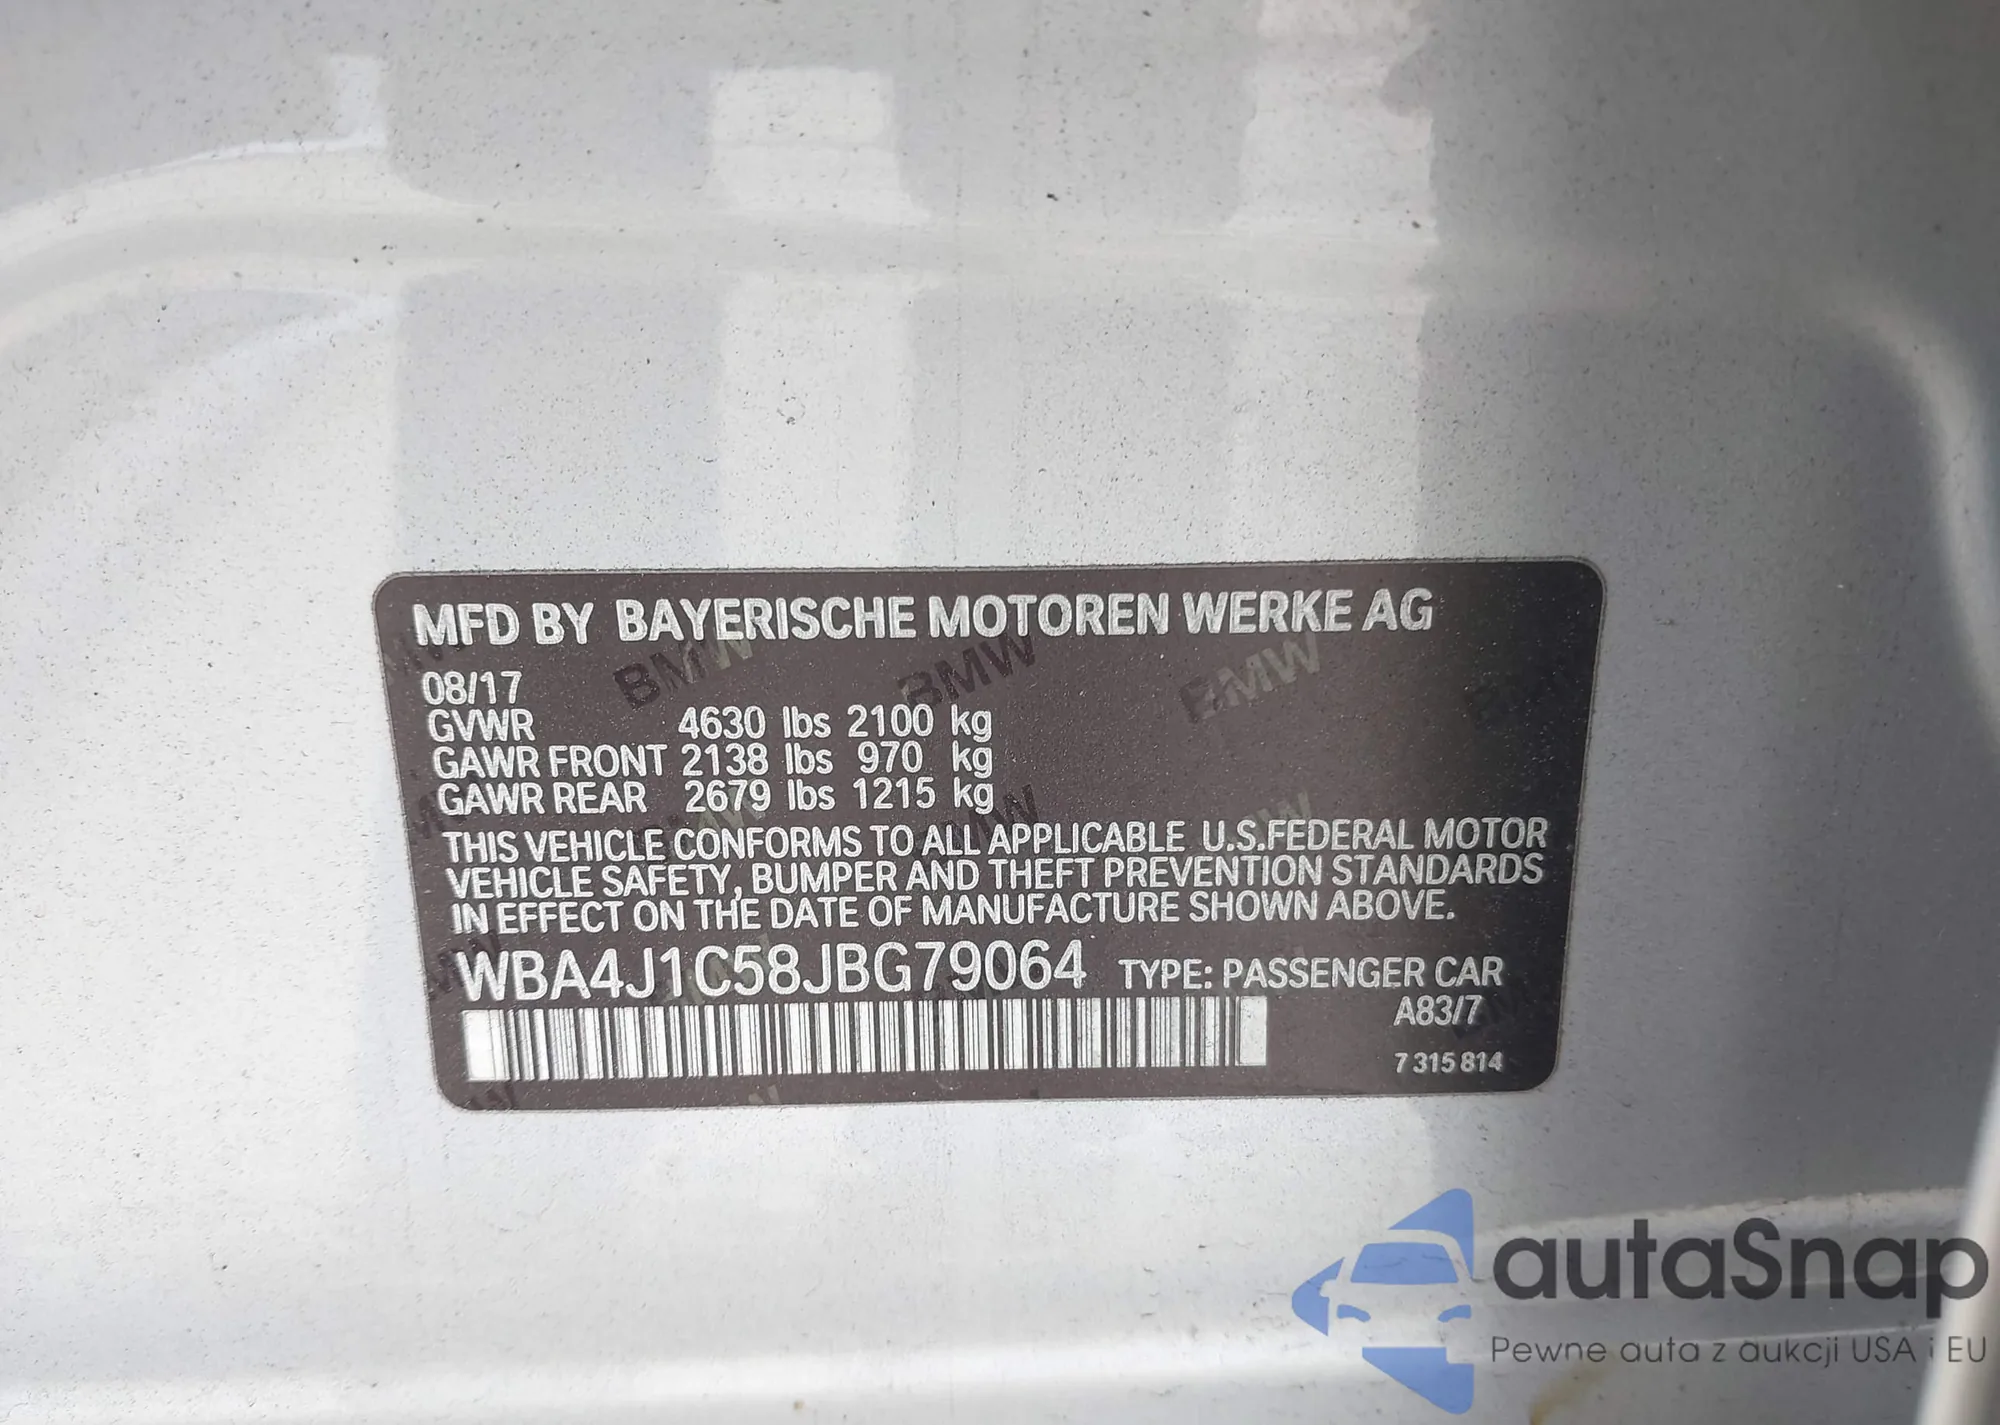 MFD BY BAYERISCHE MOTOREN WERKE AG
08/17
GVWR 4630 lbs 2100 kg
GAWR FRONT 2138 lbs 970 kg
GAWR REAR 2679 lbs 1215 kg
THIS VEHICLE CONFORMS TO ALL APPLICABLE U.S.FEDERAL MOTOR
VEHICLE SAFETY, BUMPER AND THEFT PREVENTION STANDARDS
IN EFFECT ON THE DATE OF MANUFACTURE SHOWN ABOVE.
WBA4J1C58JBG79064 TYPE: PASSENGER CAR
A83/7
7 315 814
BMW BMW BMW
autaSnap
Pewne auta z aukcji USA i EU